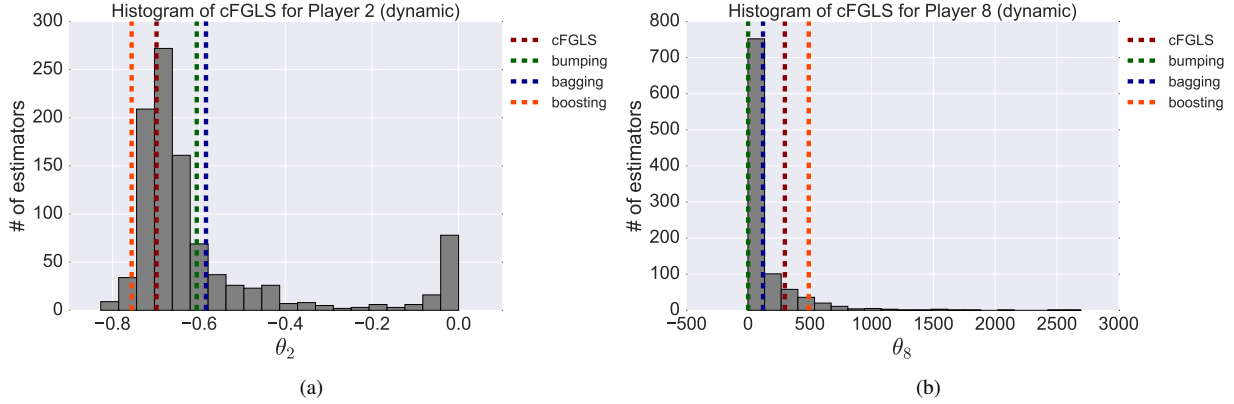 Histogram of cFGLS for Player 2 (dynamic)
300
250
200
150
100
50
0
# of estimators
−0.8
−0.6
−0.4
−0.2
0.0
θ2
cFGLS
bumping
bagging
boosting
(a)
Histogram of cFGLS for Player 8 (dynamic)
800
700
600
500
400
300
200
100
0
# of estimators
−500
0
500
1000
1500
2000
2500
3000
θ8
cFGLS
bumping
bagging
boosting
(b)